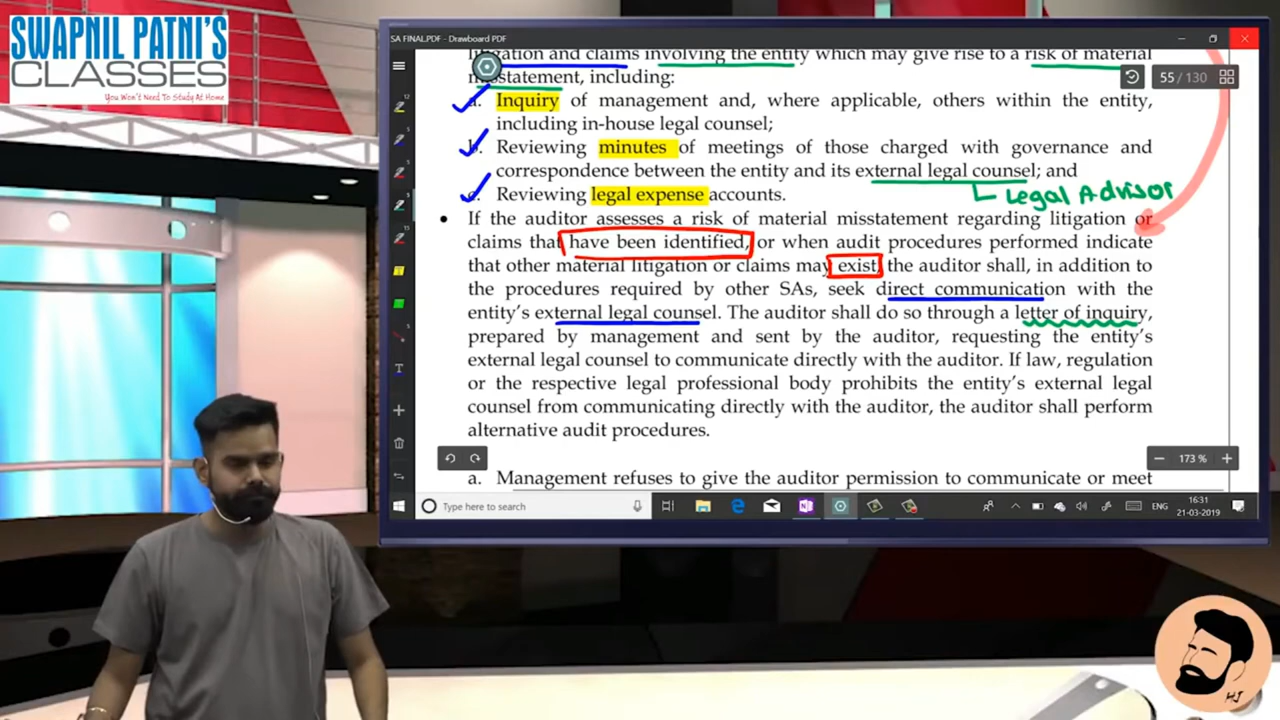 SWAPNIL PATNI'S
CLASSES
You Won't Need To Study At Home
SA FINAL.PDF - Drawboard PDF
litigation and claims involving the entity which may give rise to a risk of material
misstatement, including:
55 / 130
a. Inquiry of management and, where applicable, others within the entity,
including in-house legal counsel;
b. Reviewing minutes of meetings of those charged with governance and
correspondence between the entity and its external legal counsel; and
c. Reviewing legal expense accounts.
Legal Advisor
• If the auditor assesses a risk of material misstatement regarding litigation or
claims that have been identified, or when audit procedures performed indicate
that other material litigation or claims may exist, the auditor shall, in addition
to the procedures required by other SAs, seek direct communication with the
entity's external legal counsel. The auditor shall do so through a letter of inquiry,
prepared by management and sent by the auditor, requesting the entity's
external legal counsel to communicate directly with the auditor. If law, regulation
or the respective legal professional body prohibits the entity's external legal
counsel from communicating directly with the auditor, the auditor shall perform
alternative audit procedures.
173 %
a. Management refuses to give the auditor permission to communicate or meet
Type here to search
ENG
16:31
21-03-2019
HJ